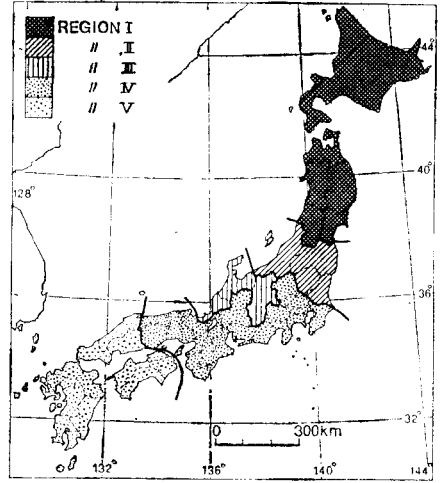 REGION I
〃 II
〃 III
〃 IV
〃 V
44°
40°
128°
36°
32°
0 300km
132° 136° 140° 144°